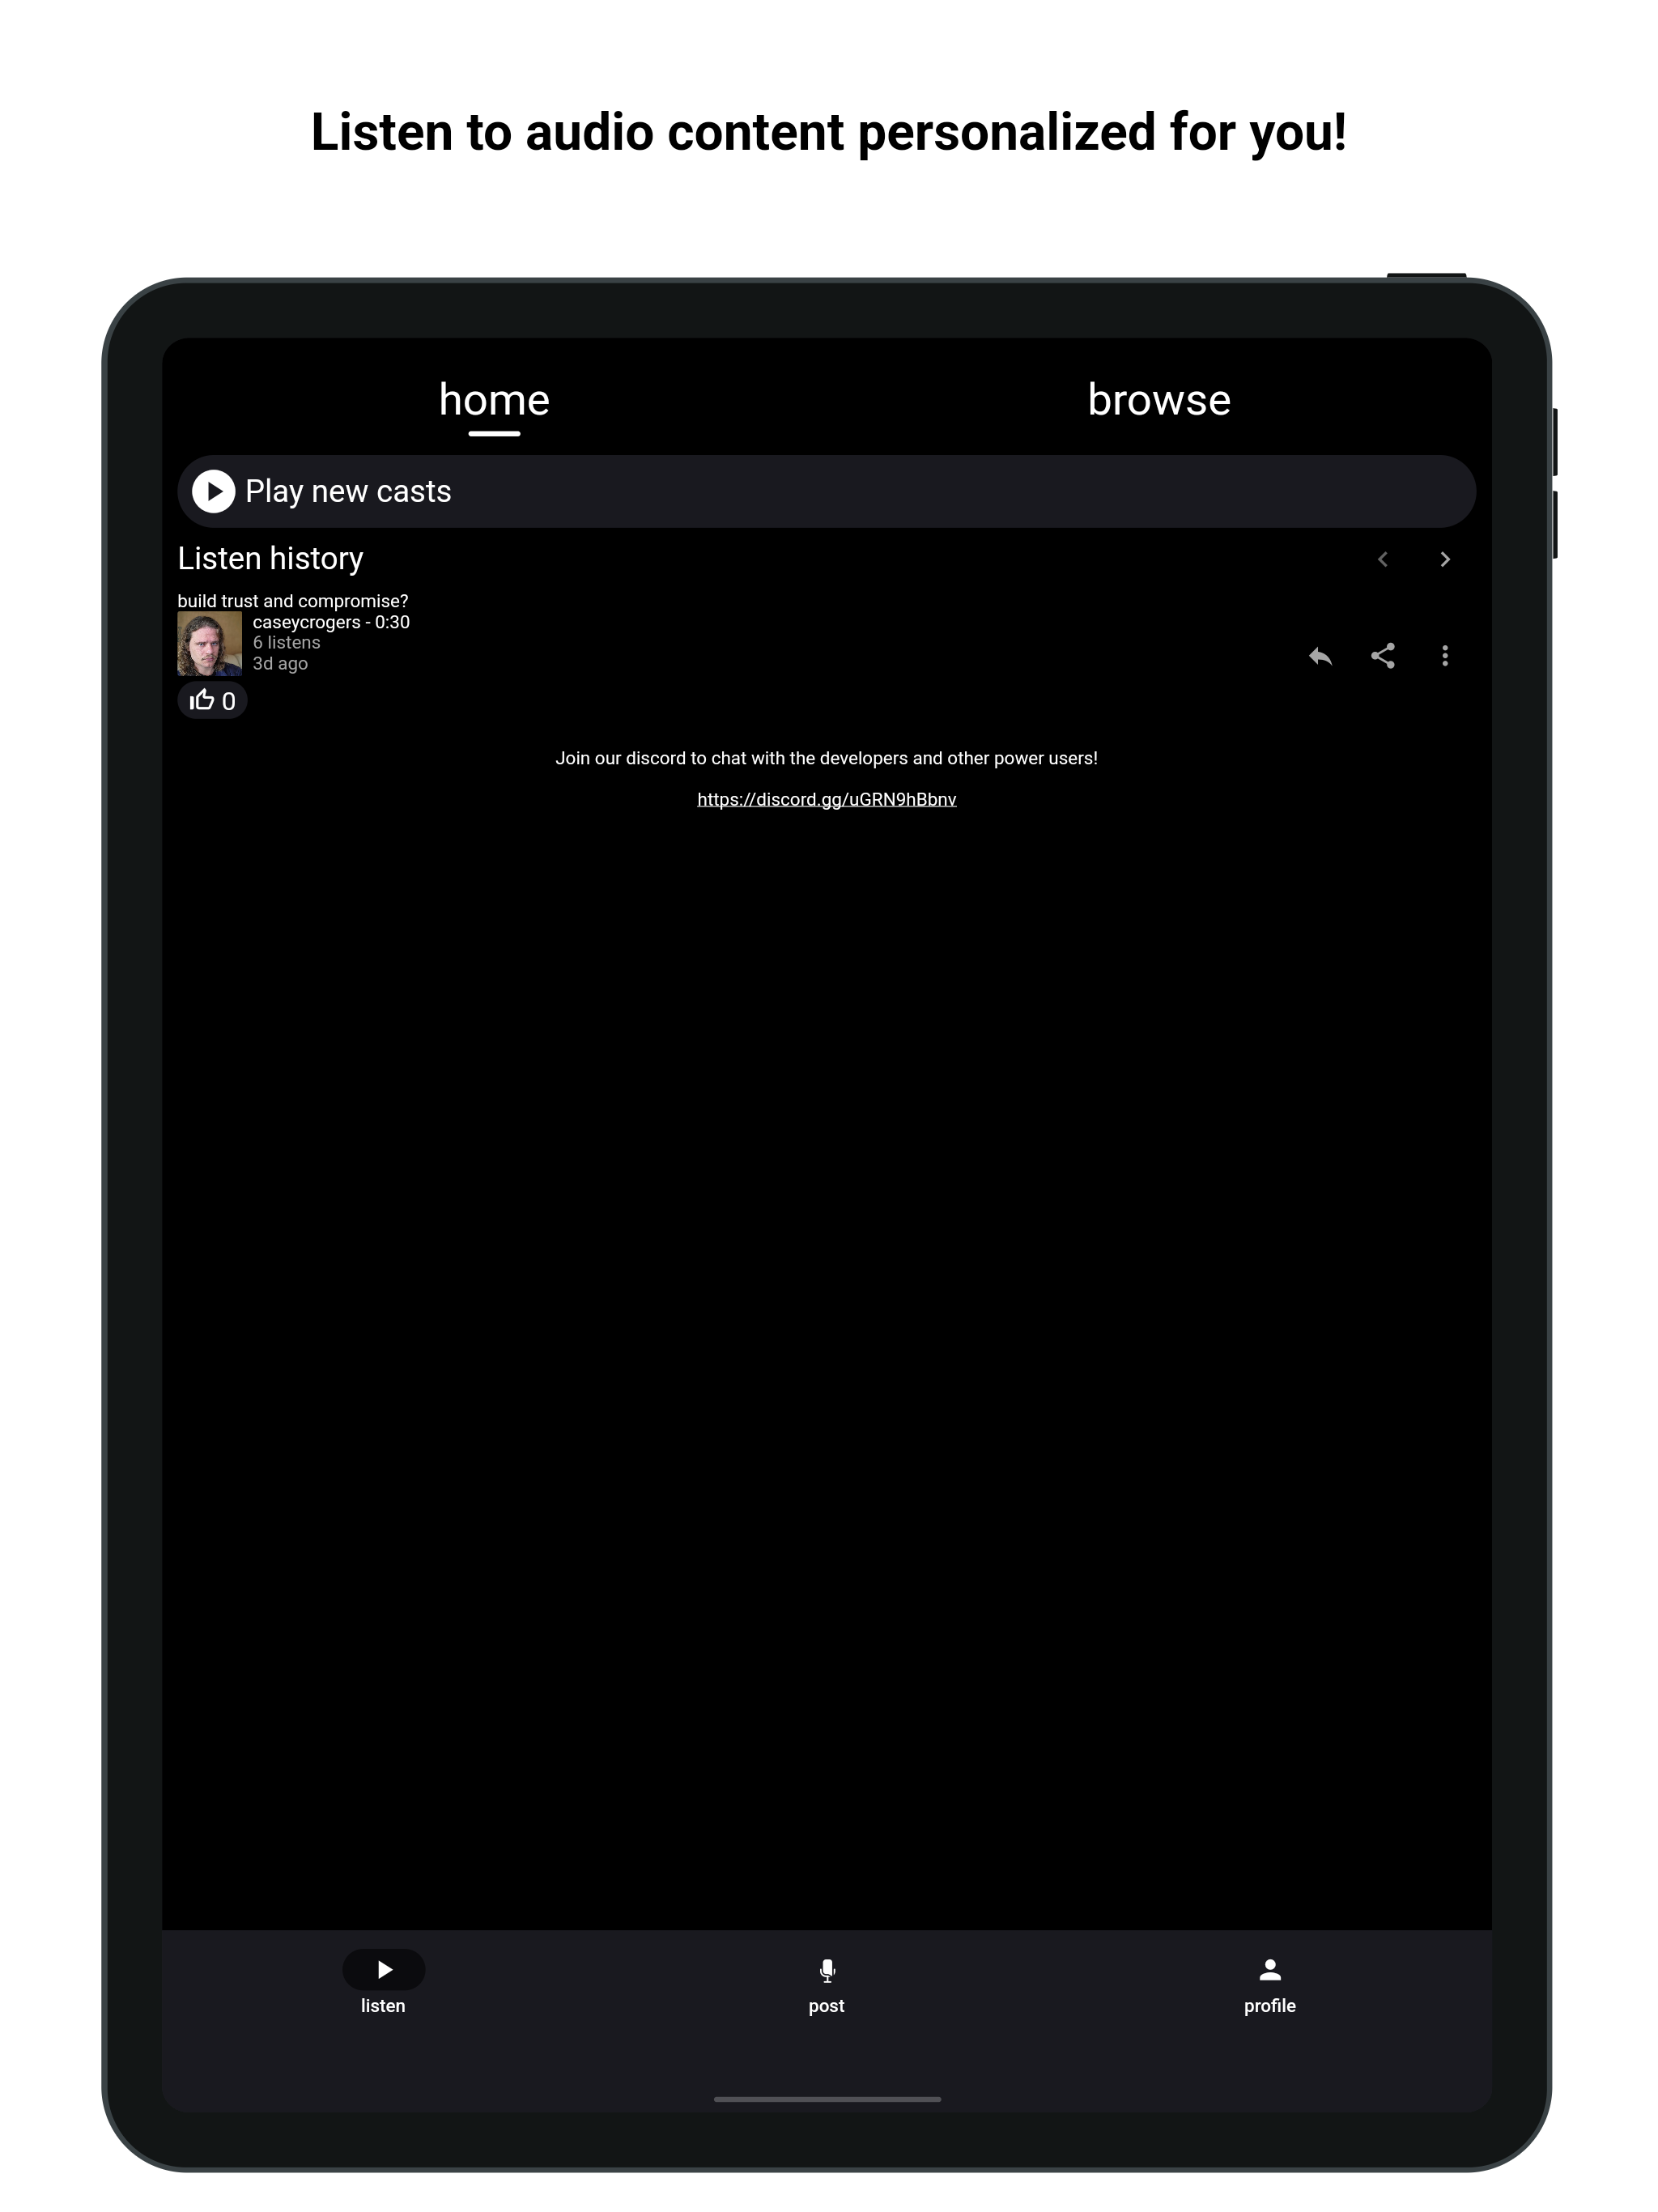 Listen to audio content personalized for you!
home
browse
Play new casts
Listen history
build trust and compromise?
caseycrogers - 0:30
6 listens
3d ago
0
Join our discord to chat with the developers and other power users!
https://discord.gg/uGRN9hBbnv
listen
post
profile